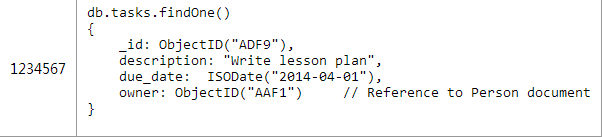 1234567
db.tasks.findOne()
{
    _id: ObjectID("ADF9"),
    description: "Write lesson plan",
    due_date:  ISODate("2014-04-01"),
    owner: ObjectID("AAF1")     // Reference to Person document
}